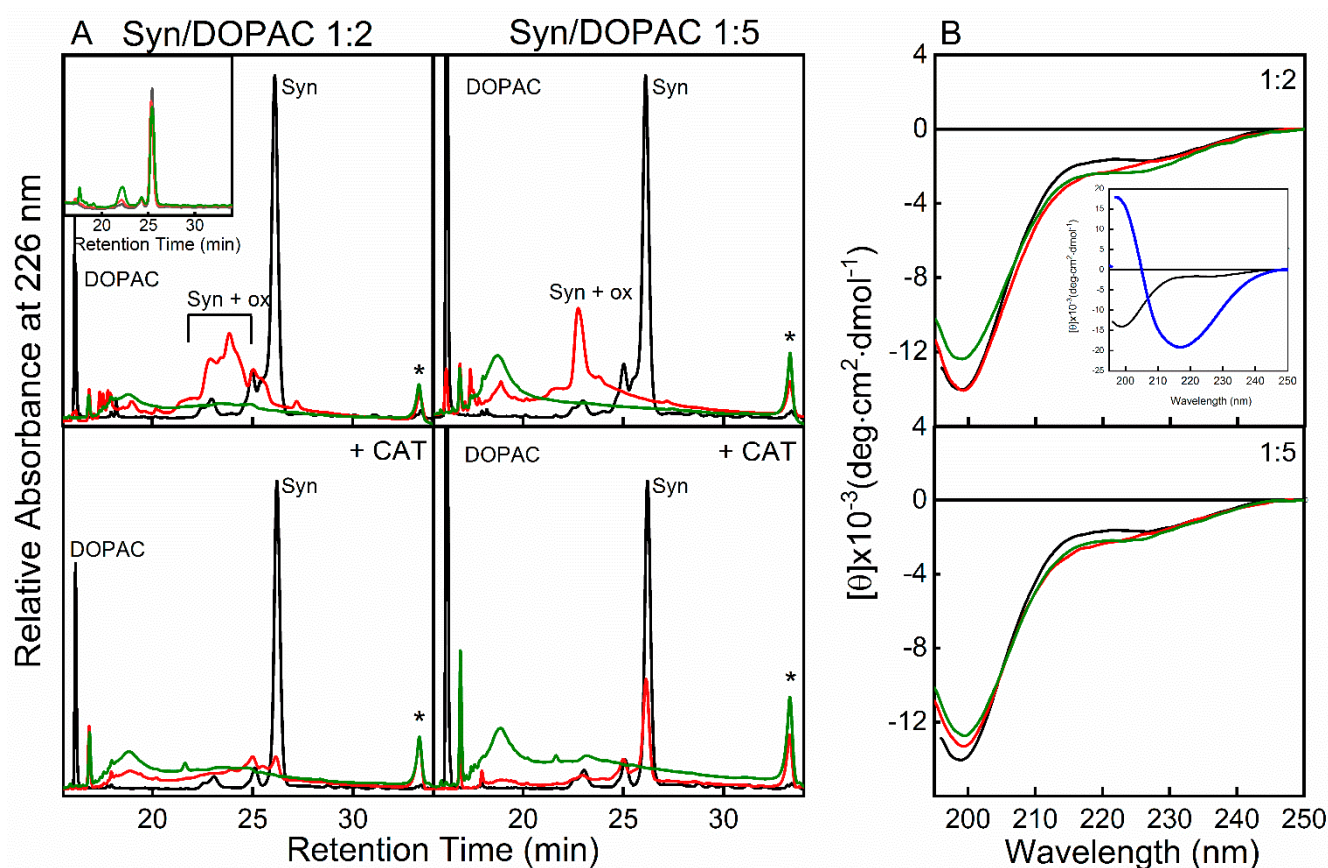 A
Syn/DOPAC 1:2
Syn/DOPAC 1:5
B
Relative Absorbance at 226 nm
20 25 30
Retention Time (min)
DOPAC
Syn + ox
Syn
*
DOPAC
Syn + ox
Syn
*
+ CAT
DOPAC
Syn
*
+ CAT
DOPAC
Syn
*
20 25 30 20 25 30
Retention Time (min)
1:2
4
0
-4
-8
-12
[θ]x10⁻³(deg·cm²·dmol⁻¹)
20
15
10
5
0
-5
-10
-15
-20
-25
200 210 220 230 240 250
Wavelength (nm)
1:5
4
0
-4
-8
-12
[θ]x10⁻³(deg·cm²·dmol⁻¹)
200 210 220 230 240 250
Wavelength (nm)